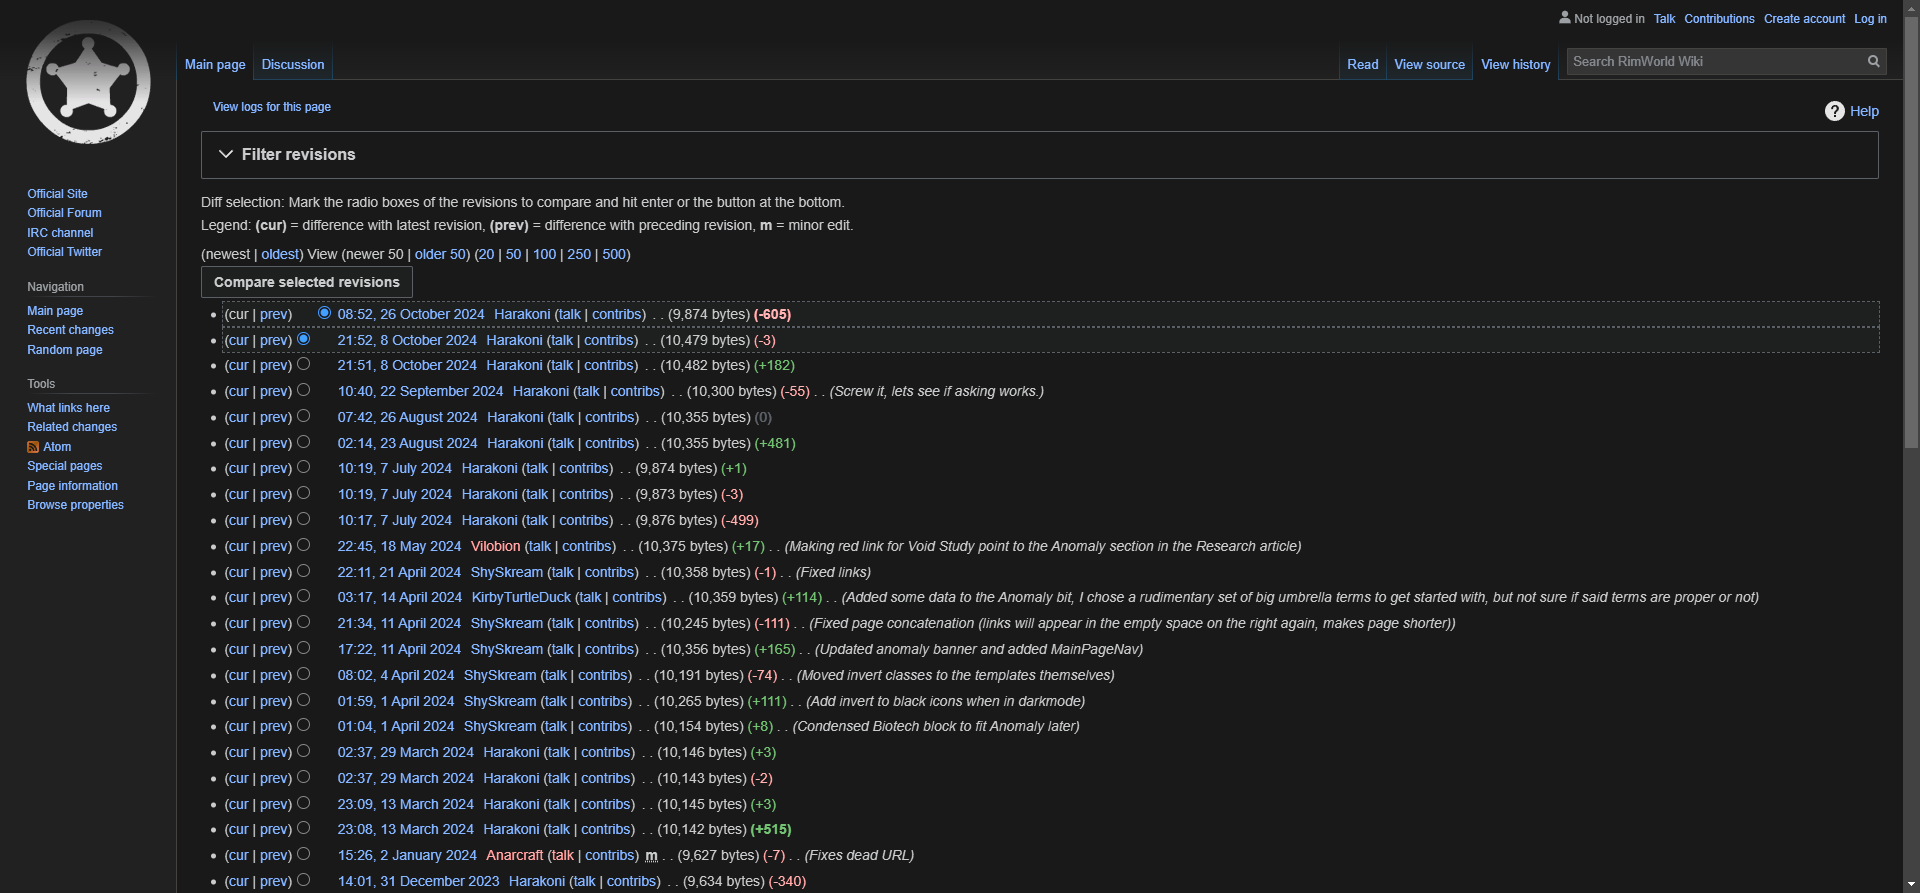 Not logged in Talk Contributions Create account Log in
Main page Discussion Read View source View history Search RimWorld Wiki
View logs for this page
Help
Filter revisions
Official Site
Official Forum
IRC channel
Official Twitter
Navigation
Main page
Recent changes
Random page
Tools
What links here
Related changes
Atom
Special pages
Page information
Browse properties
Diff selection: Mark the radio boxes of the revisions to compare and hit enter or the button at the bottom.
Legend: (cur) = difference with latest revision, (prev) = difference with preceding revision, m = minor edit.
(newest | oldest) View (newer 50 | older 50) (20 | 50 | 100 | 250 | 500)
Compare selected revisions
(cur | prev) 08:52, 26 October 2024 Harakoni (talk | contribs) . . (9,874 bytes) (-605)
(cur | prev) 21:52, 8 October 2024 Harakoni (talk | contribs) . . (10,479 bytes) (-3)
(cur | prev) 21:51, 8 October 2024 Harakoni (talk | contribs) . . (10,482 bytes) (+182)
(cur | prev) 10:40, 22 September 2024 Harakoni (talk | contribs) . . (10,300 bytes) (-55) . . (Screw it, lets see if asking works.)
(cur | prev) 07:42, 26 August 2024 Harakoni (talk | contribs) . . (10,355 bytes) (0)
(cur | prev) 02:14, 23 August 2024 Harakoni (talk | contribs) . . (10,355 bytes) (+481)
(cur | prev) 10:19, 7 July 2024 Harakoni (talk | contribs) . . (9,874 bytes) (+1)
(cur | prev) 10:19, 7 July 2024 Harakoni (talk | contribs) . . (9,873 bytes) (-3)
(cur | prev) 10:17, 7 July 2024 Harakoni (talk | contribs) . . (9,876 bytes) (-499)
(cur | prev) 22:45, 18 May 2024 Vilobion (talk | contribs) . . (10,375 bytes) (+17) . . (Making red link for Void Study point to the Anomaly section in the Research article)
(cur | prev) 22:11, 21 April 2024 ShySkream (talk | contribs) . . (10,358 bytes) (-1) . . (Fixed links)
(cur | prev) 03:17, 14 April 2024 KirbyTurtleDuck (talk | contribs) . . (10,359 bytes) (+114) . . (Added some data to the Anomaly bit, I chose a rudimentary set of big umbrella terms to get started with, but not sure if said terms are proper or not)
(cur | prev) 21:34, 11 April 2024 ShySkream (talk | contribs) . . (10,245 bytes) (-111) . . (Fixed page concatenation (links will appear in the empty space on the right again, makes page shorter))
(cur | prev) 17:22, 11 April 2024 ShySkream (talk | contribs) . . (10,356 bytes) (+165) . . (Updated anomaly banner and added MainPageNav)
(cur | prev) 08:02, 4 April 2024 ShySkream (talk | contribs) . . (10,191 bytes) (-74) . . (Moved invert classes to the templates themselves)
(cur | prev) 01:59, 1 April 2024 ShySkream (talk | contribs) . . (10,265 bytes) (+111) . . (Add invert to black icons when in darkmode)
(cur | prev) 01:04, 1 April 2024 ShySkream (talk | contribs) . . (10,154 bytes) (+8) . . (Condensed Biotech block to fit Anomaly later)
(cur | prev) 02:37, 29 March 2024 Harakoni (talk | contribs) . . (10,146 bytes) (+3)
(cur | prev) 02:37, 29 March 2024 Harakoni (talk | contribs) . . (10,143 bytes) (-2)
(cur | prev) 23:09, 13 March 2024 Harakoni (talk | contribs) . . (10,145 bytes) (+3)
(cur | prev) 23:08, 13 March 2024 Harakoni (talk | contribs) . . (10,142 bytes) (+515)
(cur | prev) 15:26, 2 January 2024 Anarcraft (talk | contribs) m . . (9,627 bytes) (-7) . . (Fixes dead URL)
(cur | prev) 14:01, 31 December 2023 Harakoni (talk | contribs) . . (9,634 bytes) (-340)